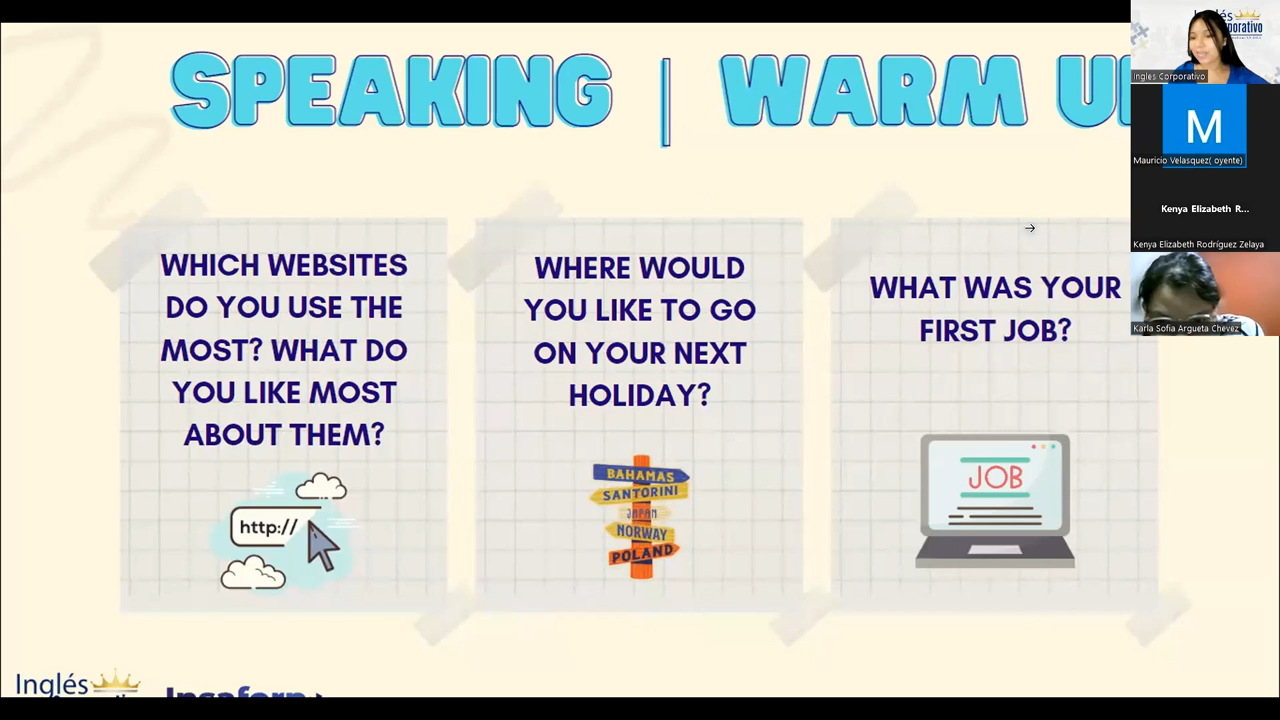 SPEAKING | WARM U
WHICH WEBSITES
DO YOU USE THE
MOST? WHAT DO
YOU LIKE MOST
ABOUT THEM?
http://
WHERE WOULD
YOU LIKE TO GO
ON YOUR NEXT
HOLIDAY?
BAHAMAS
SANTORINI
JAPAN
NORWAY
POLAND
WHAT WAS YOUR
FIRST JOB?
JOB
Inglés
Inglés
porativo
Ingles Corporativo
M
Mauricio Velasquez( oyente)
Kenya Elizabeth R...
Kenya Elizabeth Rodríguez Zelaya
Karla Sofia Argueta Chevez